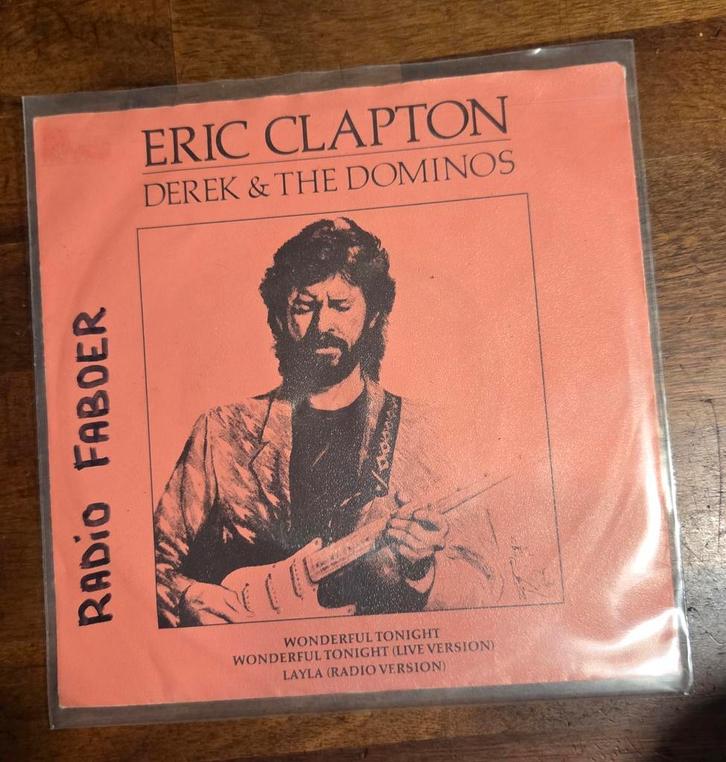 ERIC CLAPTON
DEREK & THE DOMINOS
RADiO FABOER
WONDERFUL TONIGHT
WONDERFUL TONIGHT (LIVE VERSION)
LAYLA (RADIO VERSION)